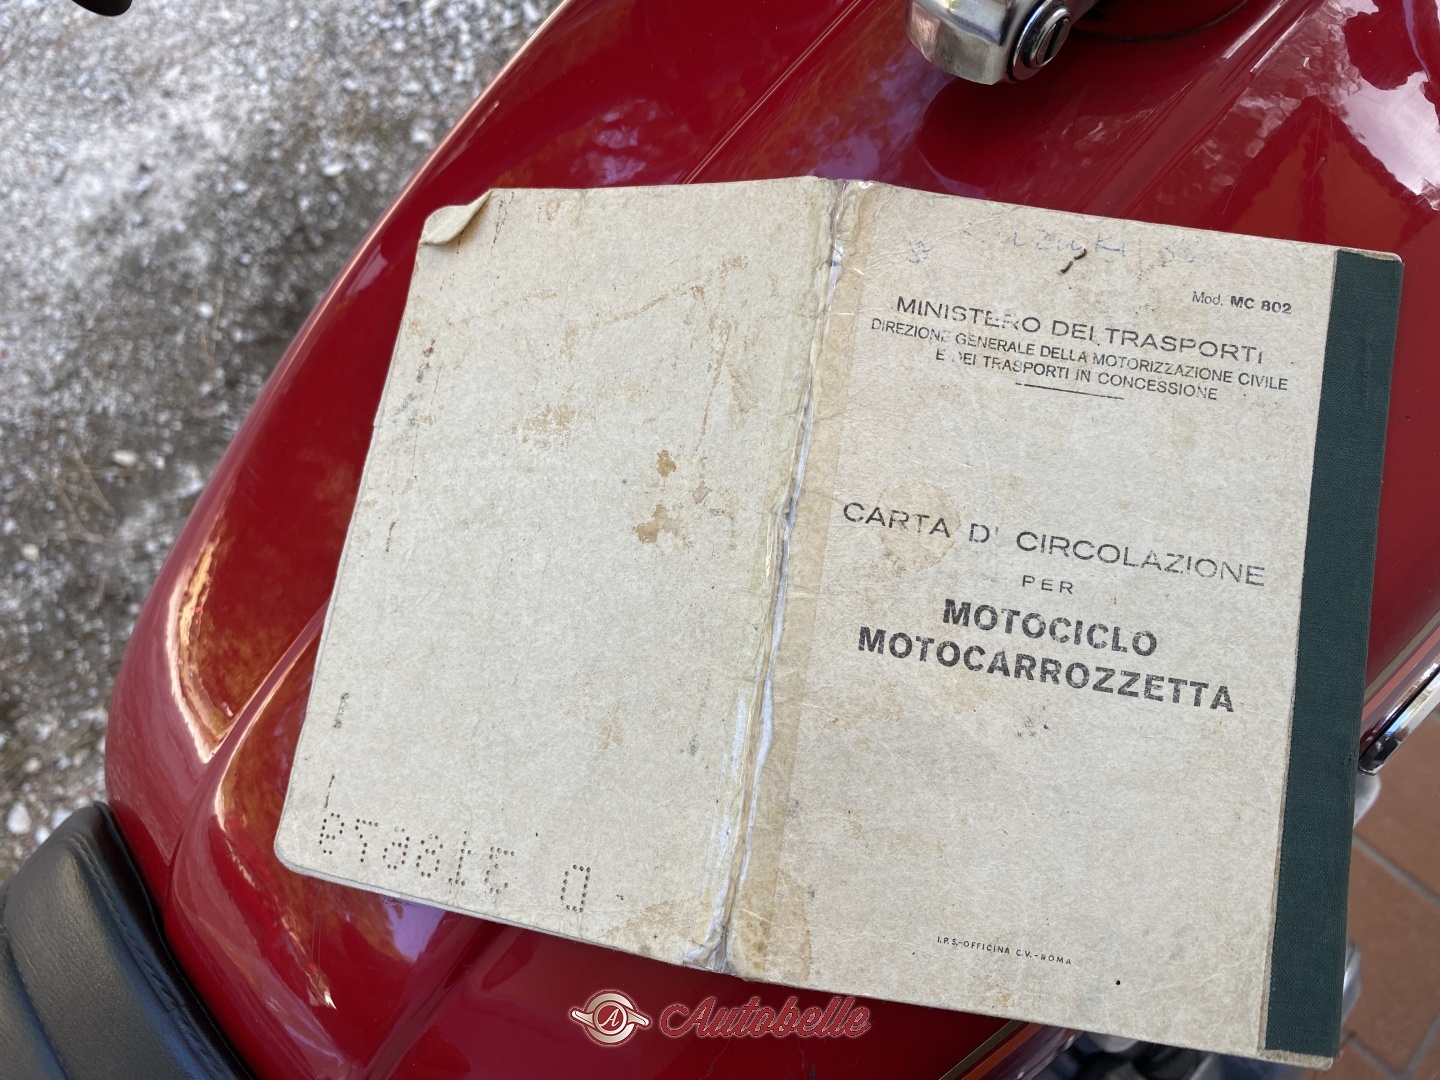 Suzuki
Mod. MC 802
MINISTERO DEI TRASPORTI
DIREZIONE GENERALE DELLA MOTORIZZAZIONE CIVILE
E DEI TRASPORTI IN CONCESSIONE
CARTA DI CIRCOLAZIONE
PER
MOTOCICLO
MOTOCARROZZETTA
I.P.S.-OFFICINA C.V.-ROMA
A Autobelle